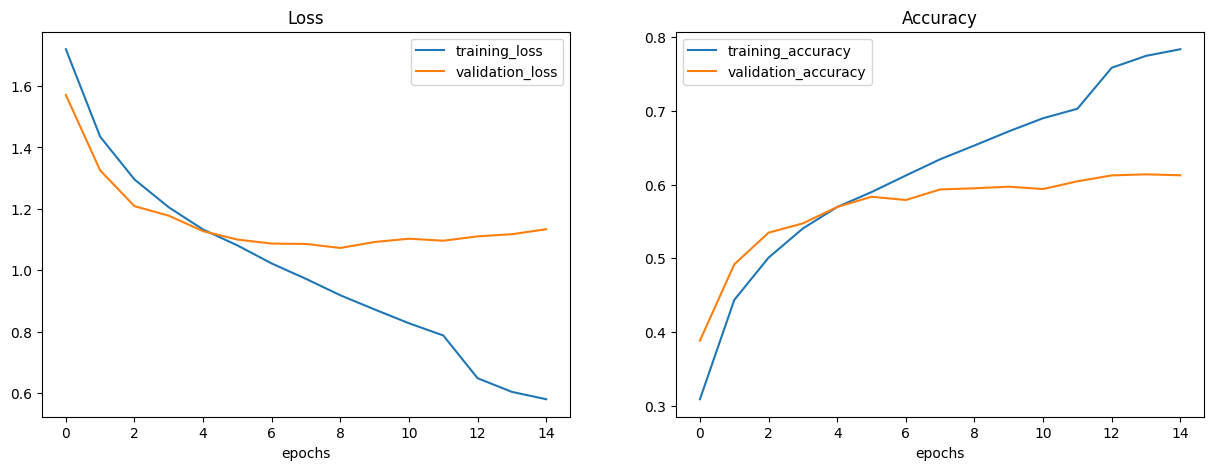 Loss
training_loss
validation_loss
1.6
1.4
1.2
1.0
0.8
0.6
0 2 4 6 8 10 12 14
epochs
Accuracy
training_accuracy
validation_accuracy
0.8
0.7
0.6
0.5
0.4
0.3
0 2 4 6 8 10 12 14
epochs